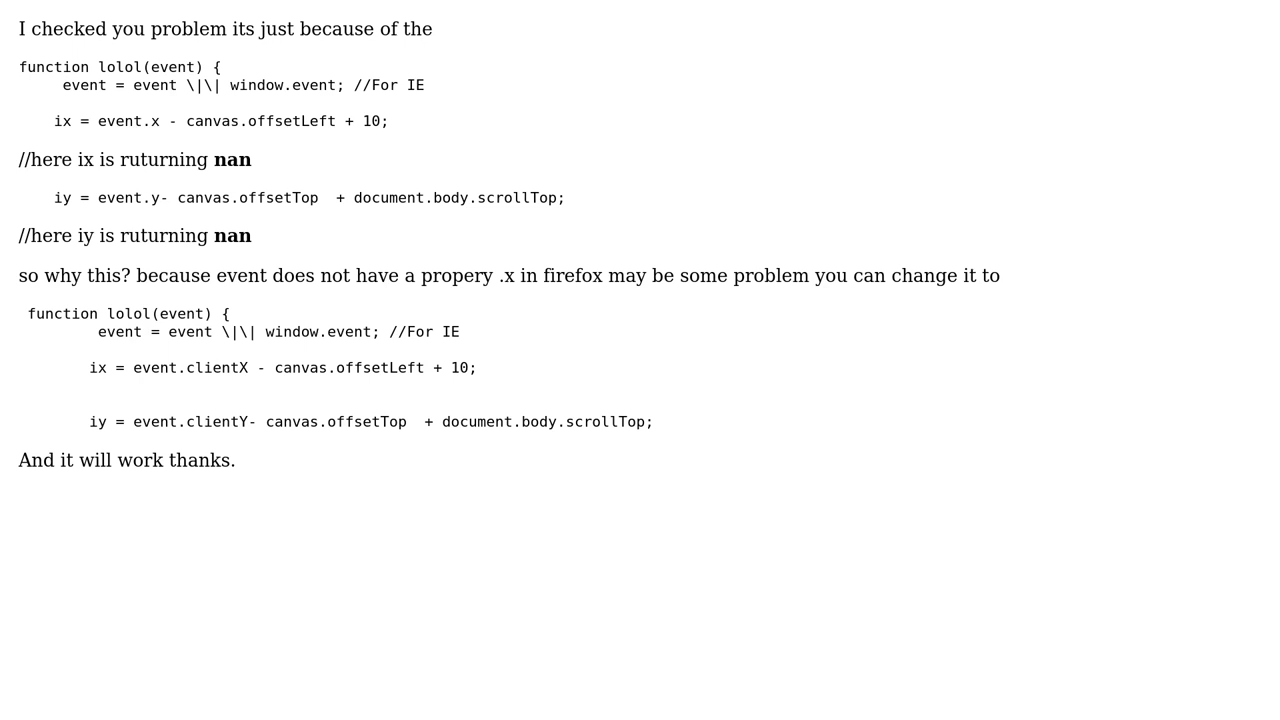 I checked you problem its just because of the
function lolol(event) {
     event = event \|\| window.event; //For IE
    ix = event.x - canvas.offsetLeft + 10;
//here ix is ruturning nan
    iy = event.y- canvas.offsetTop  + document.body.scrollTop;
//here iy is ruturning nan
so why this? because event does not have a propery .x in firefox may be some problem you can change it to
 function lolol(event) {
         event = event \|\| window.event; //For IE
        ix = event.clientX - canvas.offsetLeft + 10;
        iy = event.clientY- canvas.offsetTop  + document.body.scrollTop;
And it will work thanks.